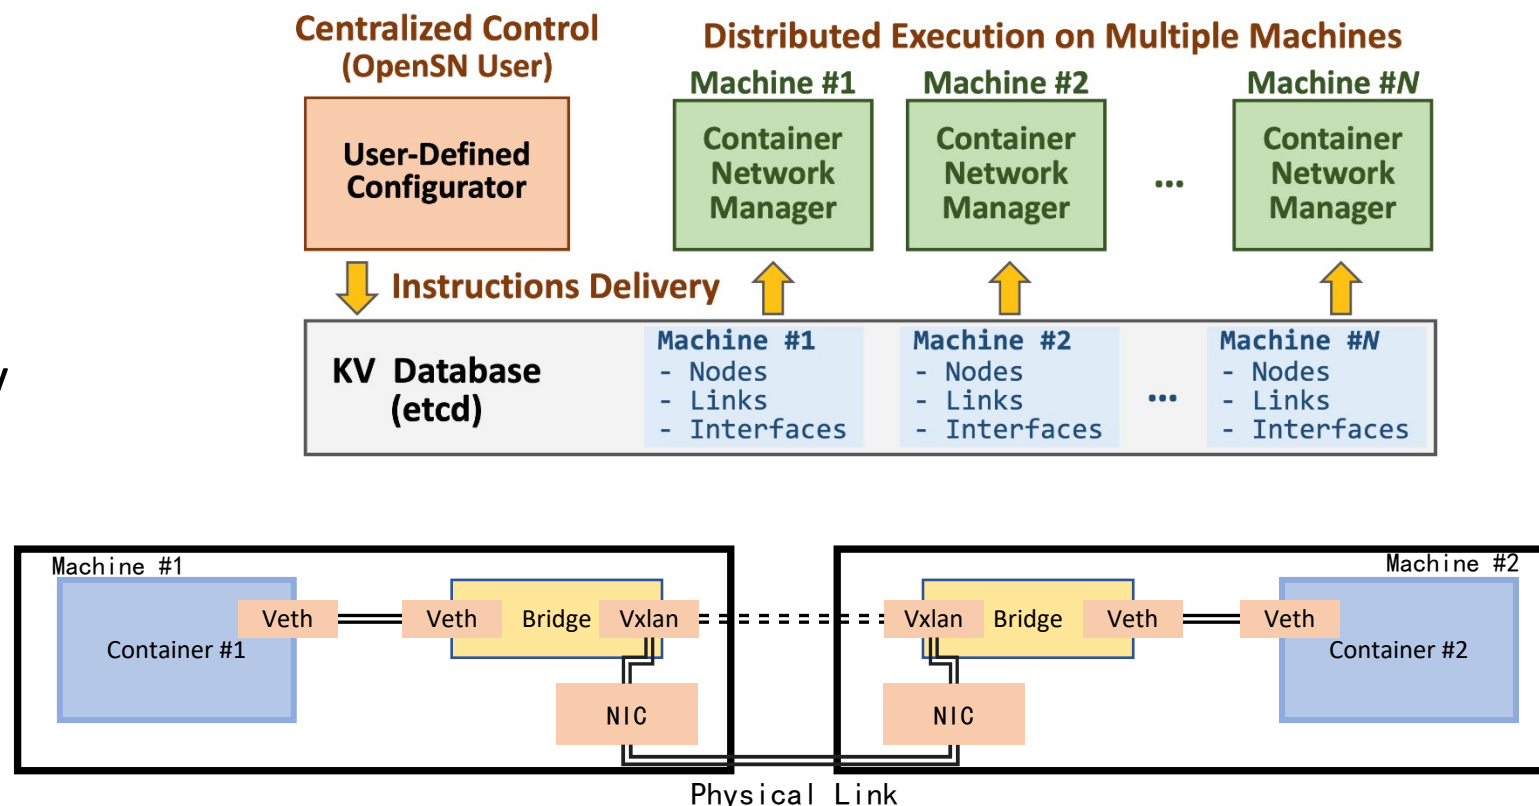 Centralized Control
(OpenSN User)
Distributed Execution on Multiple Machines
Machine #1
Machine #2
Machine #N
User-Defined
Configurator
Container
Network
Manager
Container
Network
Manager
...
Container
Network
Manager
Instructions Delivery
y
KV Database
(etcd)
Machine #1
- Nodes
- Links
- Interfaces
Machine #2
- Nodes
- Links
- Interfaces
...
Machine #N
- Nodes
- Links
- Interfaces
Machine #1
Container #1
Veth
Veth
Bridge
Vxlan
NIC
Machine #2
Vxlan
Bridge
Veth
Veth
Container #2
NIC
Physical Link